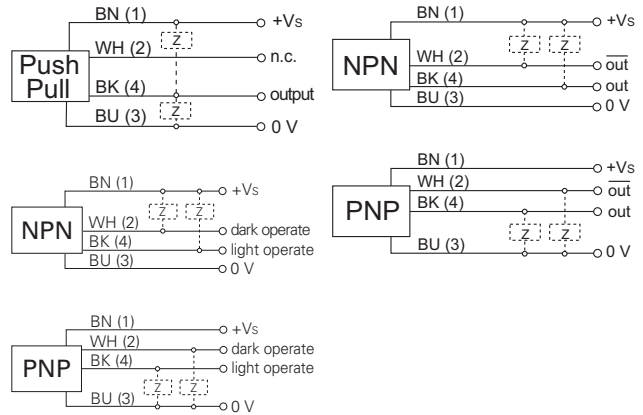 BN (1) +Vs
Z
WH (2) n.c.
Push
Pull
BK (4) output
Z
BU (3) 0 V
BN (1) +Vs
Z Z
NPN
WH (2) out
BK (4) out
BU (3) 0 V
BN (1) +Vs
Z Z
NPN
WH (2) dark operate
BK (4) light operate
BU (3) 0 V
BN (1) +Vs
WH (2) out
PNP
BK (4) out
Z Z
BU (3) 0 V
BN (1) +Vs
WH (2) dark operate
PNP
BK (4) light operate
Z Z
BU (3) 0 V